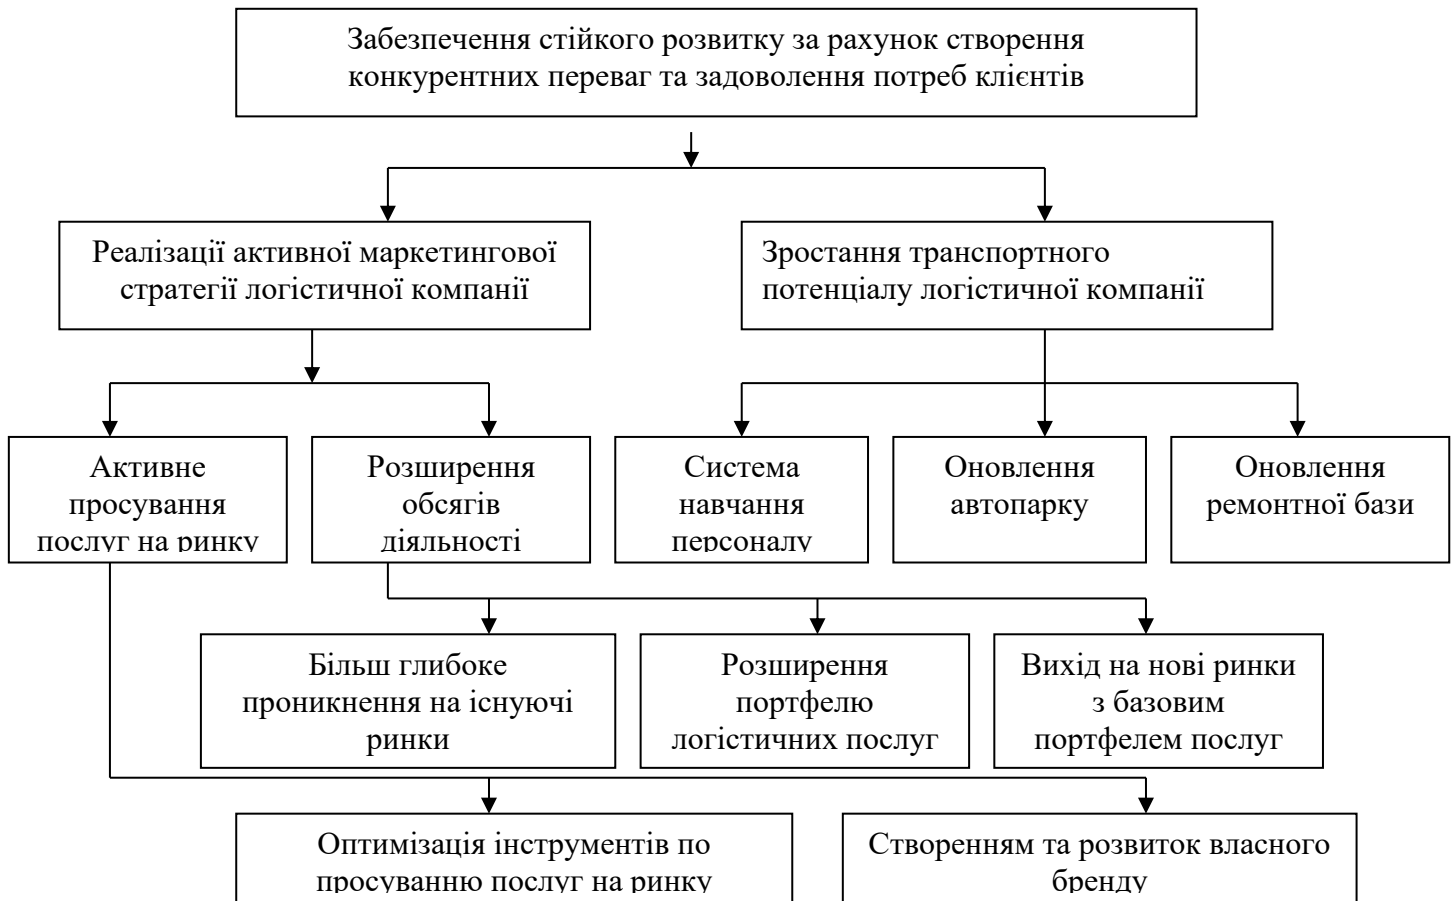 Забезпечення стійкого розвитку за рахунок створення
конкурентних переваг та задоволення потреб клієнтів
Реалізації активної маркетингової
стратегії логістичної компанії
Зростання транспортного
потенціалу логістичної компанії
Активне
просування
послуг на ринку
Розширення
обсягів
діяльності
Система
навчання
персоналу
Оновлення
автопарку
Оновлення
ремонтної бази
Більш глибоке
проникнення на існуючі
ринки
Розширення
портфелю
логістичних послуг
Вихід на нові ринки
з базовим
портфелем послуг
Оптимізація інструментів по
просуванню послуг на ринку
Створенням та розвиток власного
бренду